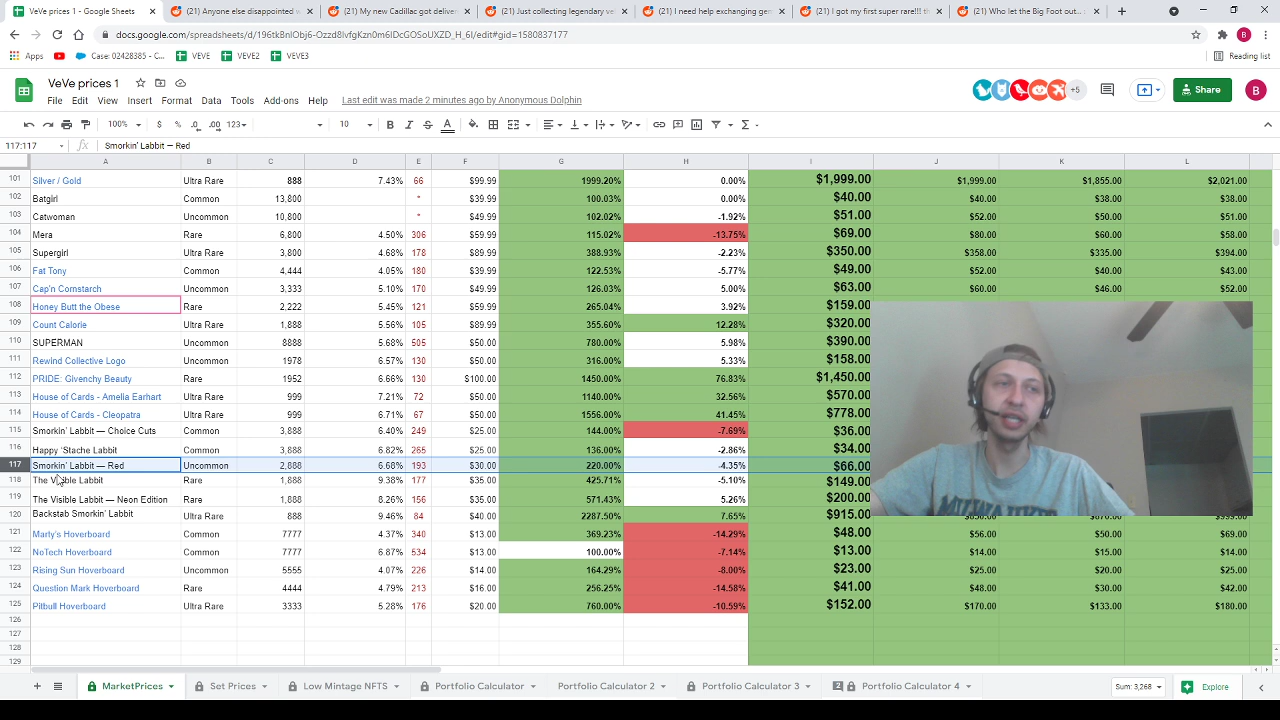 VeVe prices 1 - Google Sheets
(21) Anyone else disappointed w
(21) My new Cadillac got deliver
(21) Just collecting legendary ve
(21) I need help exchanging ge
(21) I got my first super rare!!! t
(21) Who let the Big Foot out..
docs.google.com/spreadsheets/d/196tkBnIObj6-Ozzd8lvfgKzn0m6lDcGOSoUXZD_H_6I/edit#gid=1580837177
B
Apps
Case: 02428385 - C...
VEVE
VEVE2
VEVE3
Reading list
VeVe prices 1
File Edit View Insert Format Data Tools Add-ons Help Last edit was made 2 minutes ago by Anonymous Dolphin
+5
Share
B
100% $ % .0 .00 123 10 B I S A
117:117 fx Smorkin' Labbit — Red
A B C D E F G H I J K L
101 Silver / Gold Ultra Rare 888 7.43% 66 $99.99 1999.20% 0.00% $1,999.00 $1,999.00 $1,855.00 $2,021.00
102 Batgirl Common 13,800 * $39.99 100.03% 0.00% $40.00 $40.00 $38.00 $38.00
103 Catwoman Uncommon 10,800 * $49.99 102.02% -1.92% $51.00 $52.00 $50.00 $51.00
104 Mera Rare 6,800 4.50% 306 $59.99 115.02% -13.75% $69.00 $80.00 $60.00 $58.00
105 Supergirl Ultra Rare 3,800 4.68% 178 $89.99 388.93% -2.23% $350.00 $358.00 $335.00 $394.00
106 Fat Tony Common 4,444 4.05% 180 $39.99 122.53% -5.77% $49.00 $52.00 $40.00 $43.00
107 Cap'n Cornstarch Uncommon 3,333 5.10% 170 $49.99 126.03% 5.00% $63.00 $60.00 $46.00 $52.00
108 Honey Butt the Obese Rare 2,222 5.45% 121 $59.99 265.04% 3.92% $159.00
109 Count Calorie Ultra Rare 1,888 5.56% 105 $89.99 355.60% 12.28% $320.00
110 SUPERMAN Uncommon 8888 5.68% 505 $50.00 780.00% 5.98% $390.00
111 Rewind Collective Logo Uncommon 1978 6.57% 130 $50.00 316.00% 5.33% $158.00
112 PRIDE: Givenchy Beauty Rare 1952 6.66% 130 $100.00 1450.00% 76.83% $1,450.00
113 House of Cards - Amelia Earhart Rare 999 7.21% 72 $50.00 1140.00% 32.56% $570.00
114 House of Cards - Cleopatra Rare 999 6.71% 67 $50.00 1556.00% 41.45% $778.00
115 Smorkin' Labbit — Choice Cuts Common 3,888 6.40% 249 $25.00 144.00% -7.69% $36.00
116 Happy 'Stache Labbit Common 3,888 6.82% 265 $25.00 136.00% -2.86% $34.00
117 Smorkin' Labbit — Red Uncommon 2,888 6.68% 193 $30.00 220.00% -4.35% $66.00
118 The Visible Labbit Rare 1,888 9.38% 177 $35.00 425.71% -5.10% $149.00
119 The Visible Labbit — Neon Edition Rare 1,888 8.26% 156 $35.00 571.43% 5.26% $200.00
120 Backstab Smorkin' Labbit Ultra Rare 888 9.46% 84 $40.00 2287.50% 7.65% $915.00
121 Marty's Hoverboard Common 7777 4.37% 340 $13.00 369.23% -14.29% $48.00 $56.00 $50.00 $69.00
122 NoTech Hoverboard Common 7777 6.87% 534 $13.00 100.00% -7.14% $13.00 $14.00 $15.00 $14.00
123 Rising Sun Hoverboard Uncommon 5555 4.07% 226 $14.00 164.29% -8.00% $23.00 $25.00 $20.00 $25.00
124 Question Mark Hoverboard Rare 4444 4.79% 213 $16.00 256.25% -14.58% $41.00 $48.00 $30.00 $42.00
125 Pitbull Hoverboard Ultra Rare 3333 5.28% 176 $20.00 760.00% -10.59% $152.00 $170.00 $133.00 $180.00
126
127
128
129
MarketPrices Set Prices Low Mintage NFTS Portfolio Calculator Portfolio Calculator 2 Portfolio Calculator 3 2 Portfolio Calculator 4 Sum: 3,268 Explore